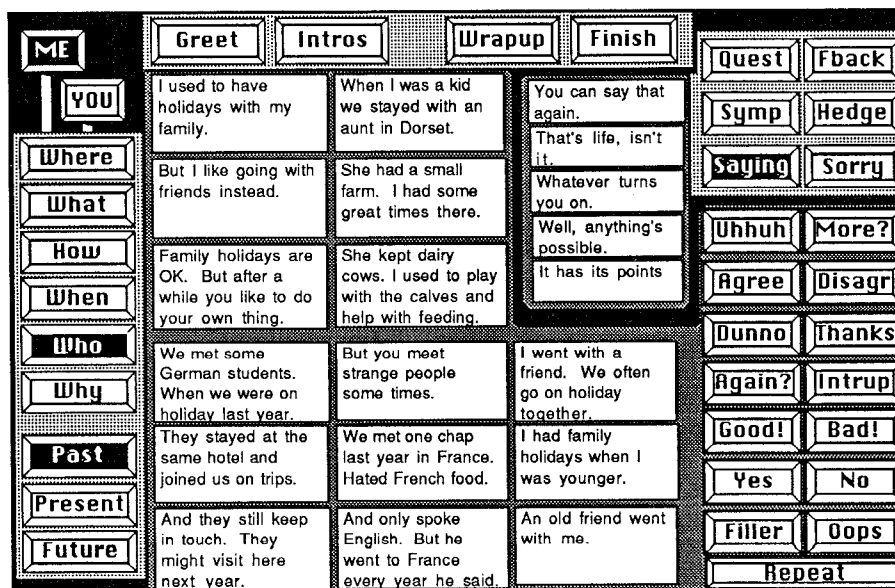 ME
YOU
Greet
Intros
Wrapup
Finish
Where
What
How
When
Who
Why
Past
Present
Future
I used to have
holidays with my
family.
But I like going with
friends instead.
Family holidays are
OK. But after a
while you like to do
your own thing.
When I was a kid
we stayed with an
aunt in Dorset.
She had a small
farm. I had some
great times there.
She kept dairy
cows. I used to play
with the calves and
help with feeding.
You can say that
again.
That's life, isn't
it.
Whatever turns
you on.
Well, anything's
possible.
It has its points
We met some
German students.
When we were on
holiday last year.
They stayed at the
same hotel and
joined us on trips.
And they still keep
in touch. They
might visit here
next year.
But you meet
strange people
some times.
We met one chap
last year in France.
Hated French food.
And only spoke
English. But he
went to France
every year he said.
I went with a
friend. We often
go on holiday
together.
I had family
holidays when I
was younger.
An old friend went
with me.
Quest
Fback
Symp
Hedge
Saying
Sorry
Uhhuh
More?
Agree
Disagr
Dunno
Thanks
Again?
Intrup
Good!
Bad!
Yes
No
Filler
Oops
Repeat